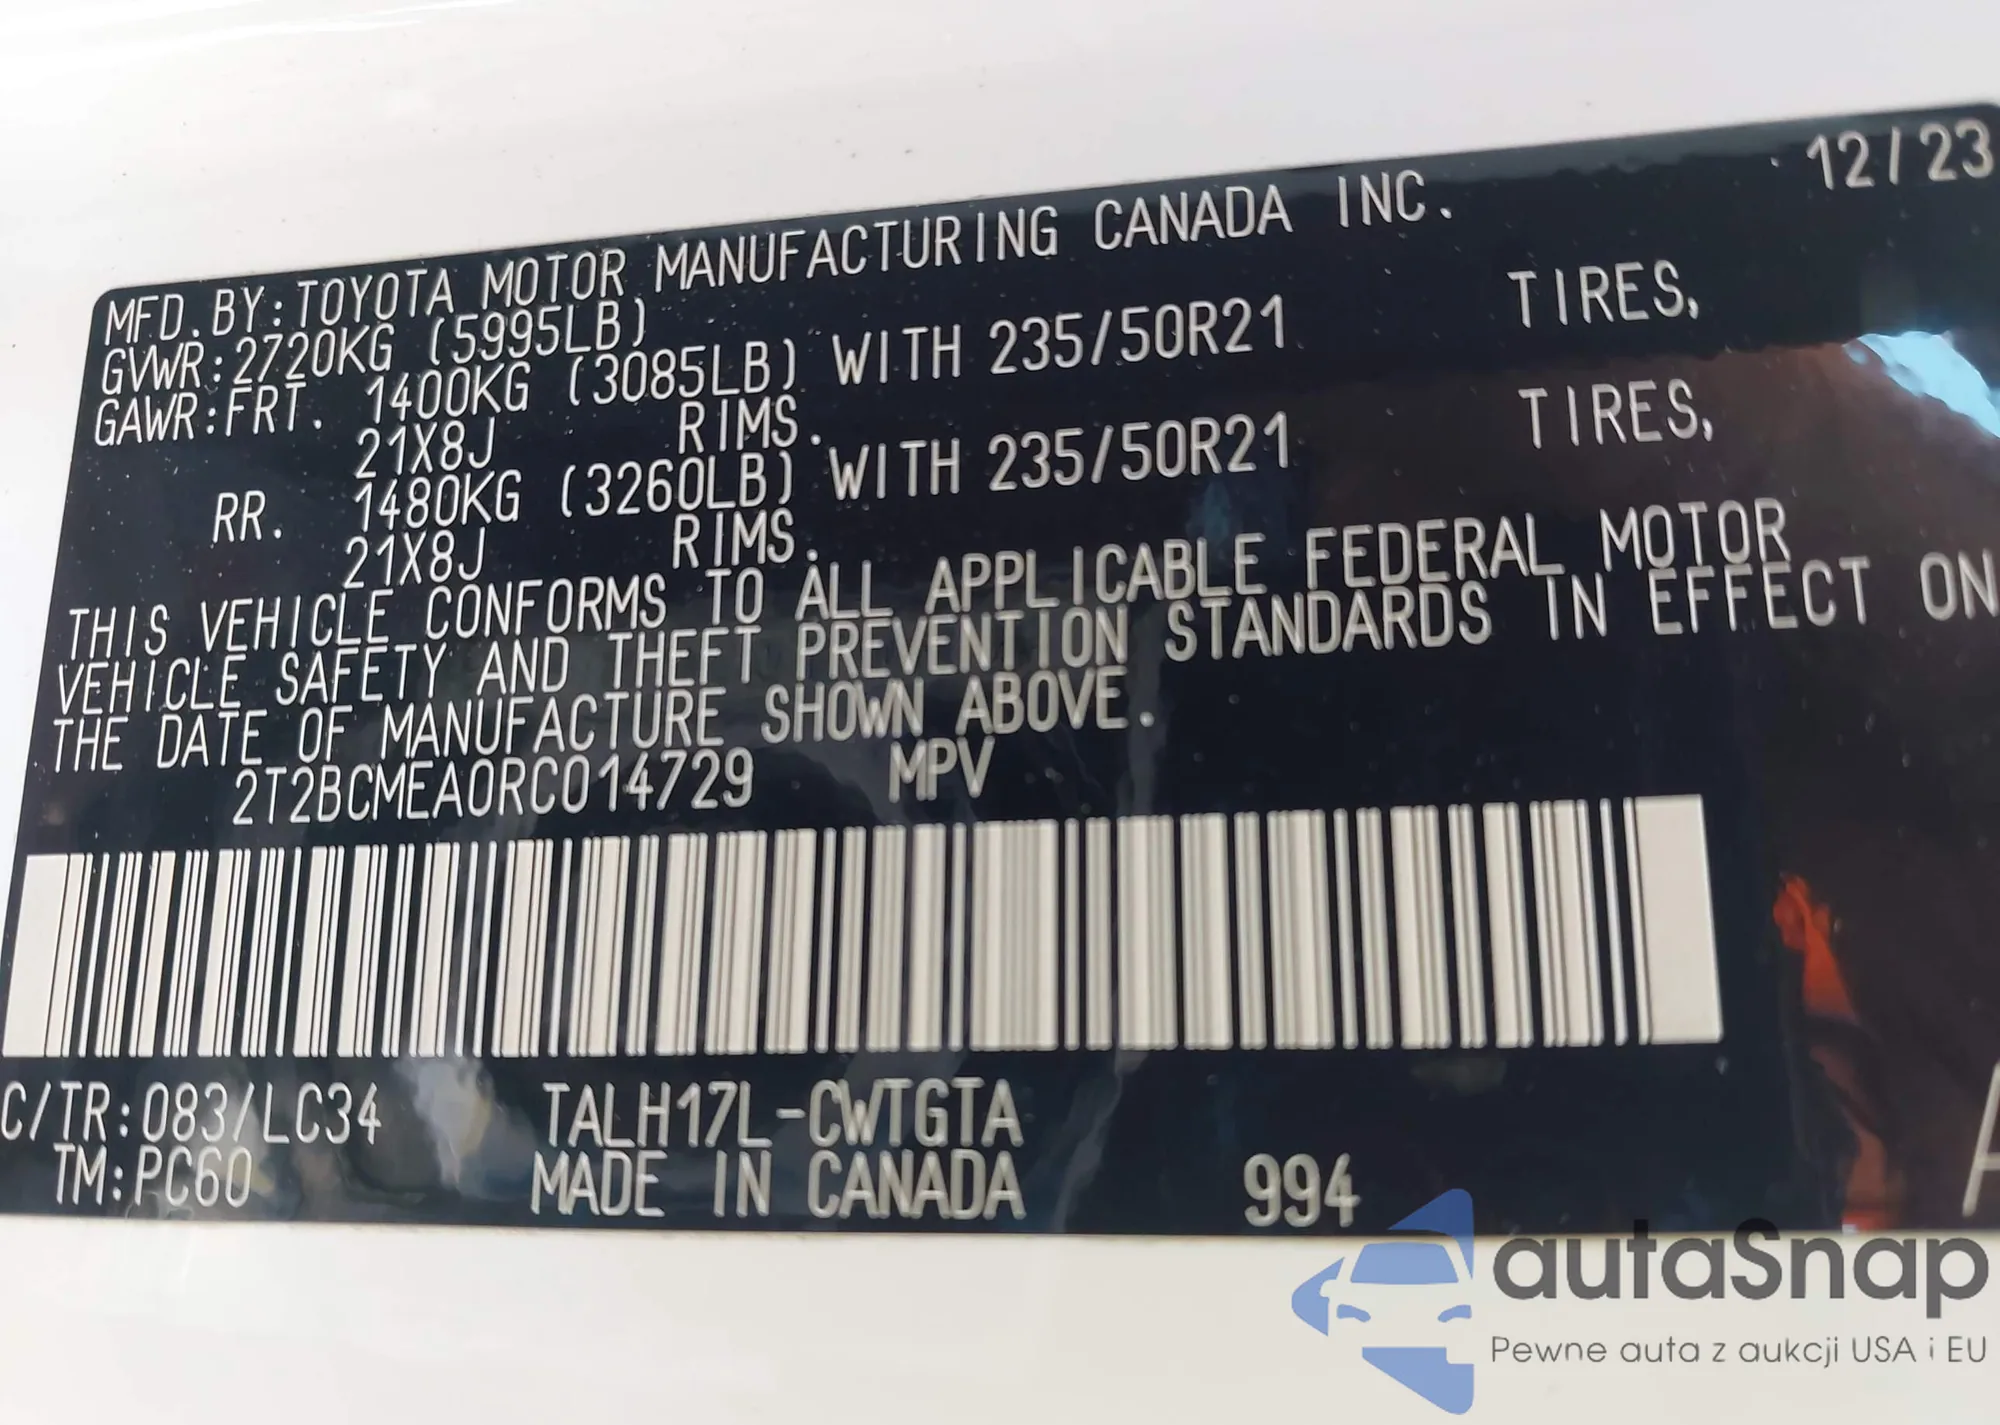 12/23
MFD. BY: TOYOTA MOTOR MANUFACTURING CANADA INC.
GVWR: 2720KG (5995LB)
GAWR: FRT. 1400KG (3085LB) WITH 235/50R21 TIRES,
21X8J RIMS.
RR. 1480KG (3260LB) WITH 235/50R21 TIRES,
21X8J RIMS.
THIS VEHICLE CONFORMS TO ALL APPLICABLE FEDERAL MOTOR
VEHICLE SAFETY AND THEFT PREVENTION STANDARDS IN EFFECT ON
THE DATE OF MANUFACTURE SHOWN ABOVE.
2T2BCMEA0RC014729 MPV
C/TR: 083/LC34 TALH17L-CWTGTA
TM: PC60 MADE IN CANADA 994 A
autaSnap
Pewne auta z aukcji USA i EU